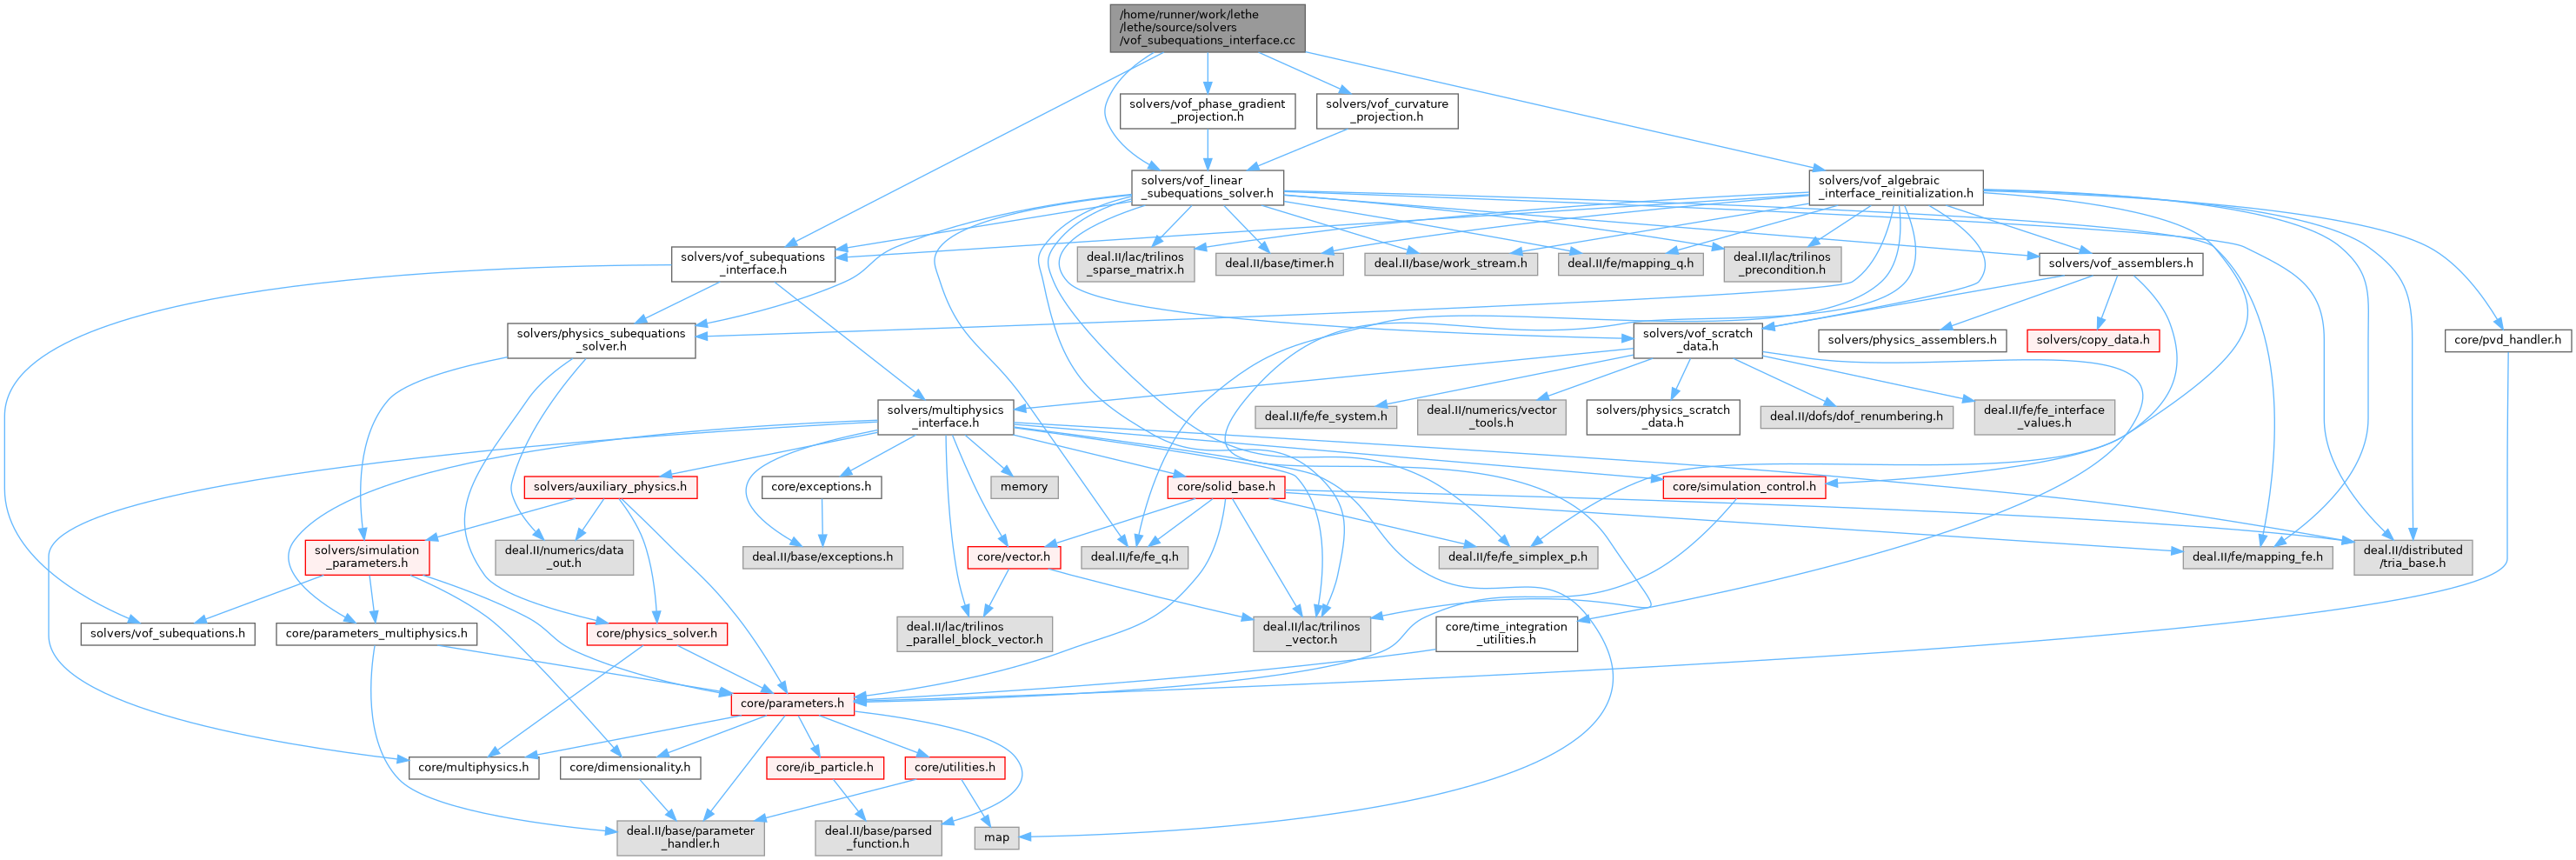 /home/runner/work/lethe
/lethe/source/solvers
/vof_subequations_interface.cc
solvers/vof_phase_gradient
_projection.h
solvers/vof_curvature
_projection.h
solvers/vof_linear
_subequations_solver.h
solvers/vof_algebraic
_interface_reinitialization.h
solvers/vof_subequations
_interface.h
deal.II/lac/trilinos
_sparse_matrix.h
deal.II/base/timer.h
deal.II/base/work_stream.h
deal.II/fe/mapping_q.h
deal.II/lac/trilinos
_precondition.h
solvers/vof_assemblers.h
solvers/physics_subequations
_solver.h
solvers/vof_scratch
_data.h
solvers/physics_assemblers.h
solvers/copy_data.h
core/pvd_handler.h
solvers/multiphysics
_interface.h
deal.II/fe/fe_system.h
deal.II/numerics/vector
_tools.h
solvers/physics_scratch
_data.h
deal.II/dofs/dof_renumbering.h
deal.II/fe/fe_interface
_values.h
solvers/auxiliary_physics.h
core/exceptions.h
memory
core/solid_base.h
core/simulation_control.h
solvers/simulation
_parameters.h
deal.II/numerics/data
_out.h
deal.II/base/exceptions.h
core/vector.h
deal.II/fe/fe_q.h
deal.II/fe/fe_simplex_p.h
deal.II/fe/mapping_fe.h
deal.II/distributed
/tria_base.h
solvers/vof_subequations.h
core/parameters_multiphysics.h
core/physics_solver.h
deal.II/lac/trilinos
_parallel_block_vector.h
deal.II/lac/trilinos
_vector.h
core/time_integration
_utilities.h
core/parameters.h
core/multiphysics.h
core/dimensionality.h
core/ib_particle.h
core/utilities.h
deal.II/base/parameter
_handler.h
deal.II/base/parsed
_function.h
map